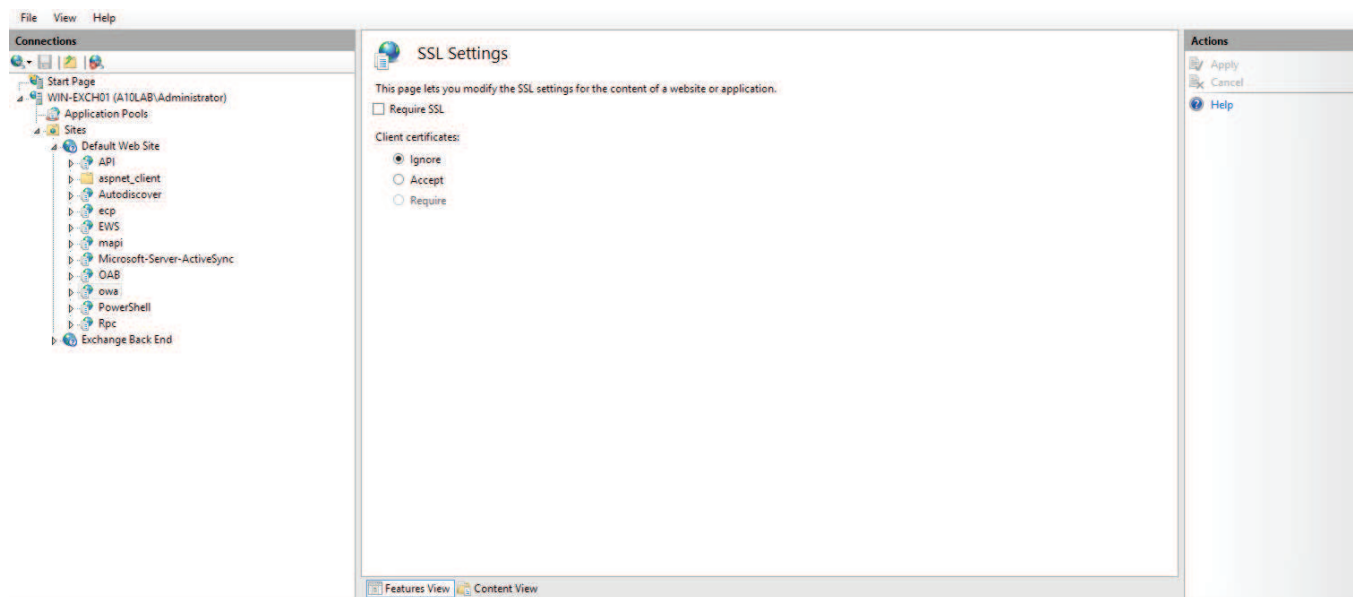 File View Help
Connections
Start Page
WIN-EXCH01 (A10LAB\Administrator)
Application Pools
Sites
Default Web Site
API
aspnet_client
Autodiscover
ecp
EWS
mapi
Microsoft-Server-ActiveSync
OAB
owa
PowerShell
Rpc
Exchange Back End
SSL Settings
This page lets you modify the SSL settings for the content of a website or application.
Require SSL
Client certificates:
Ignore
Accept
Require
Features View Content View
Actions
Apply
Cancel
Help